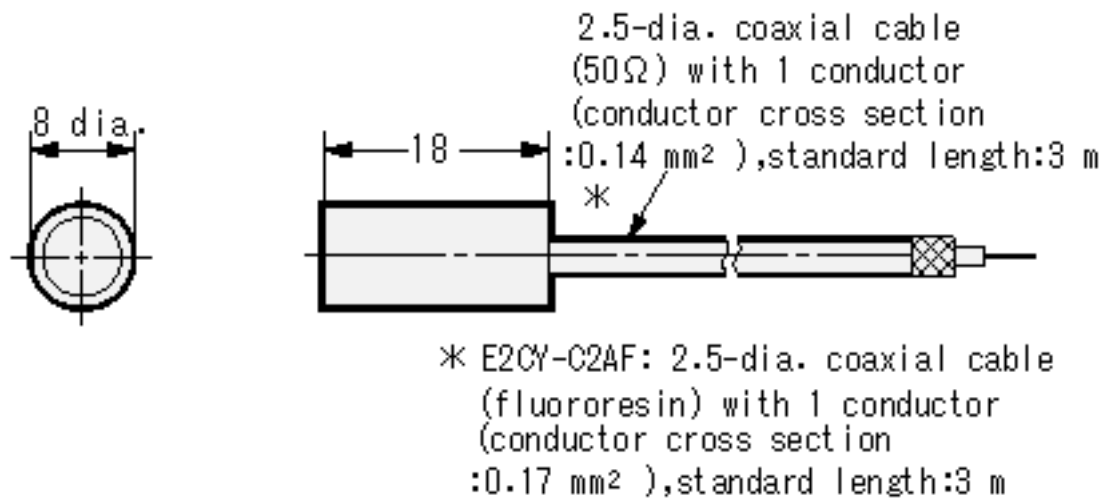 2.5-dia. coaxial cable
(50Ω) with 1 conductor
(conductor cross section
:0.14 mm² ),standard length:3 m
8 dia.
18
*
* E2CY-C2AF: 2.5-dia. coaxial cable
(fluororesin) with 1 conductor
(conductor cross section
:0.17 mm² ),standard length:3 m